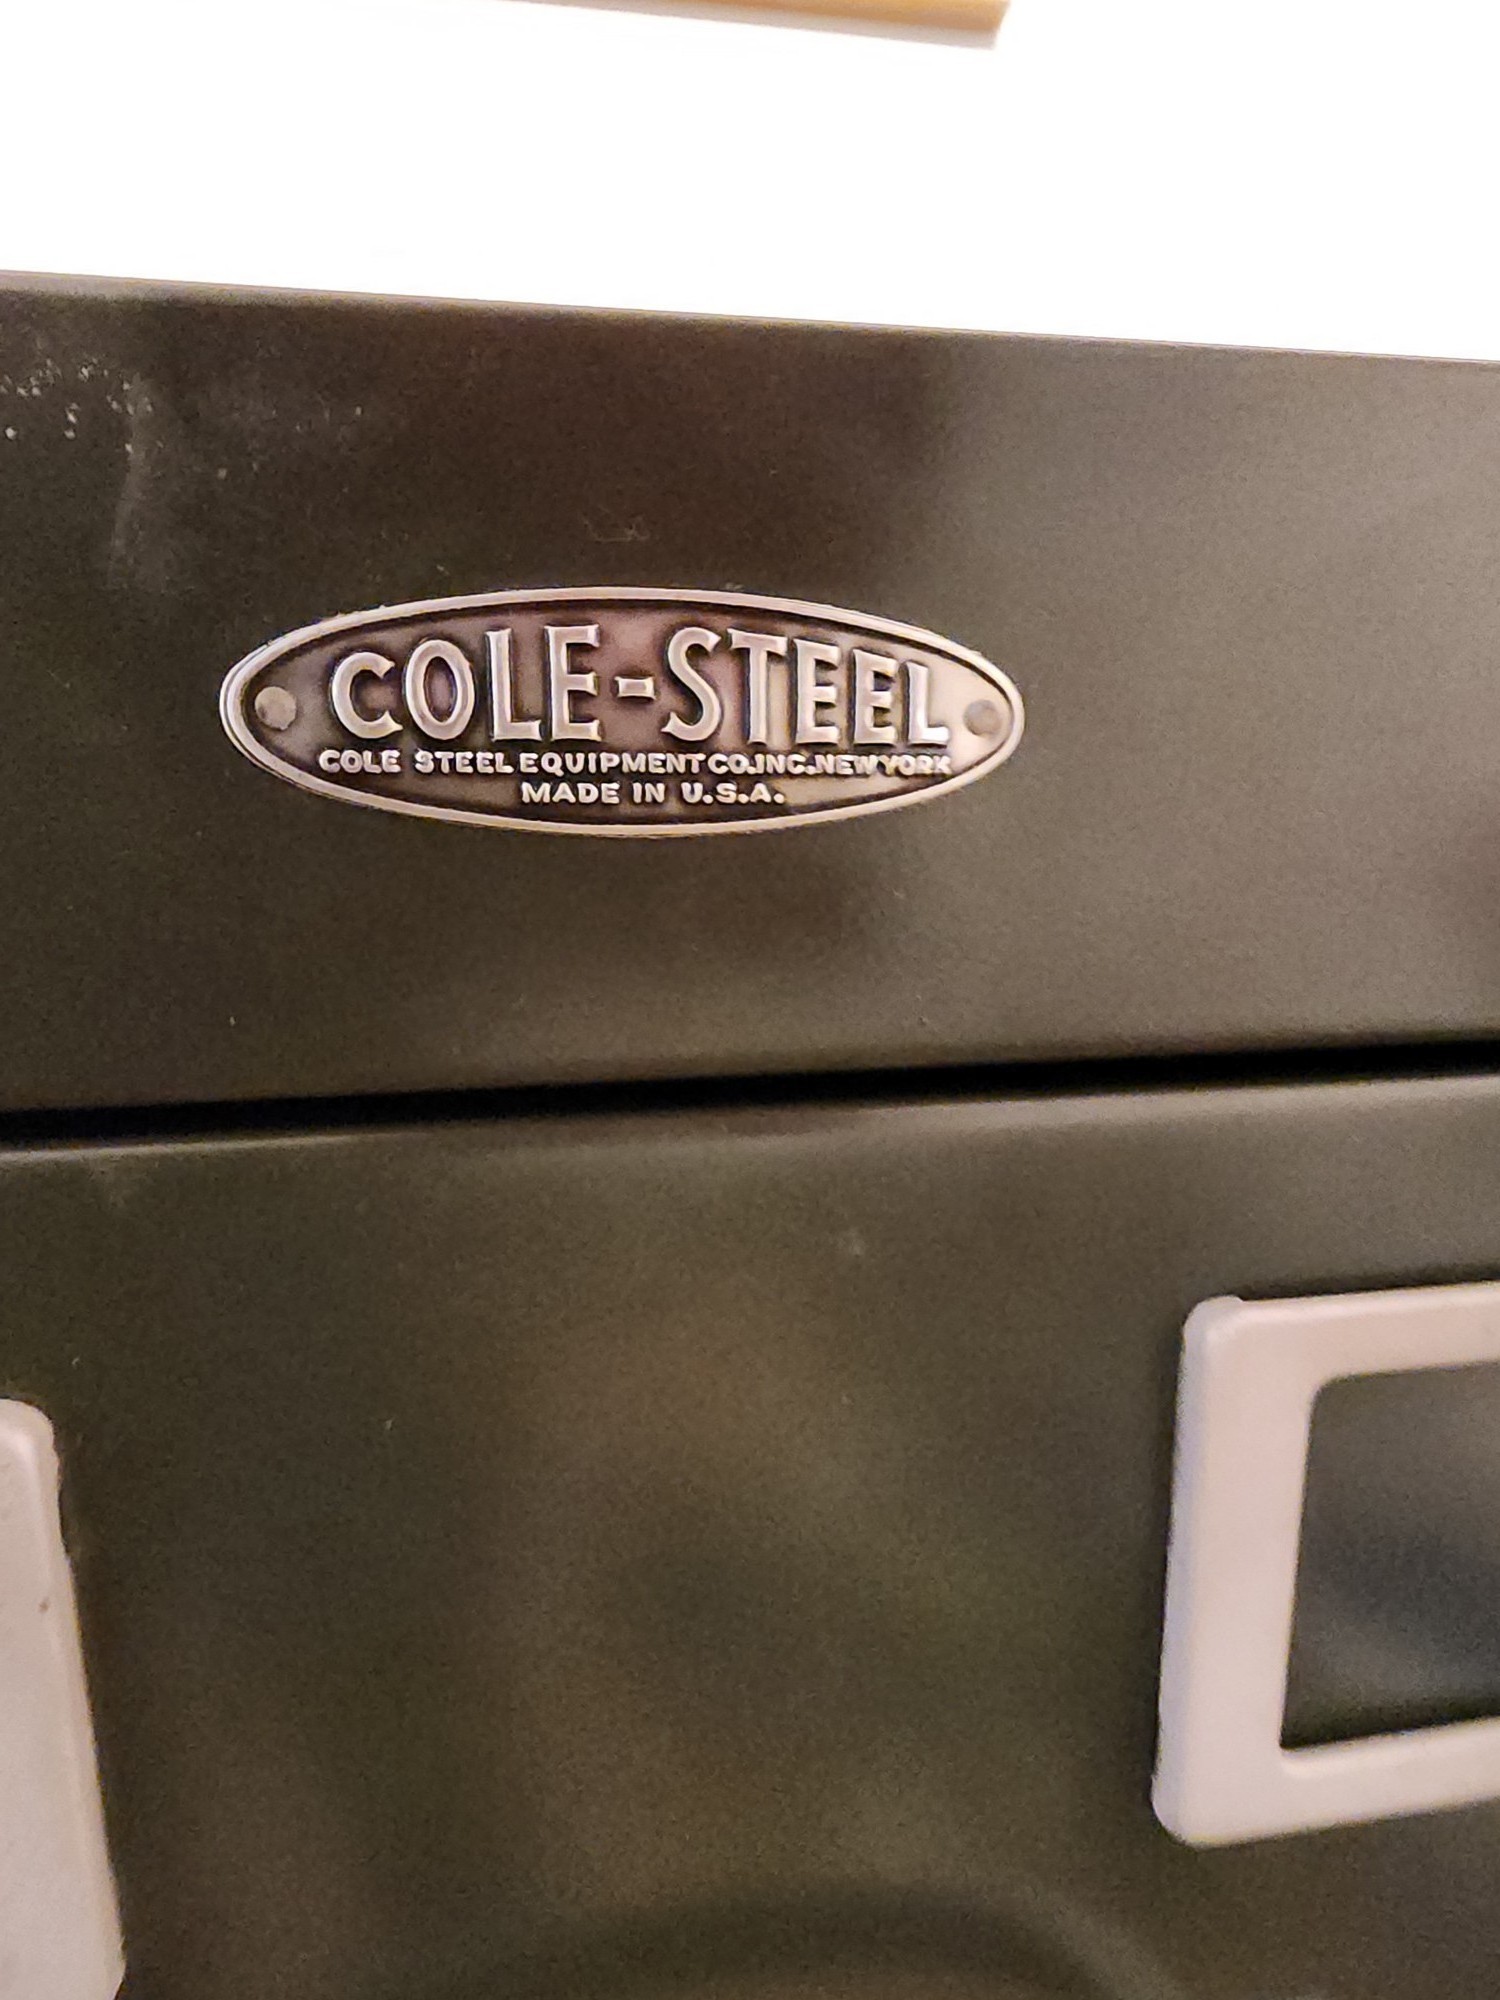 COLE-STEEL
COLE STEEL EQUIPMENT CO.INC.NEW YORK
MADE IN U.S.A.